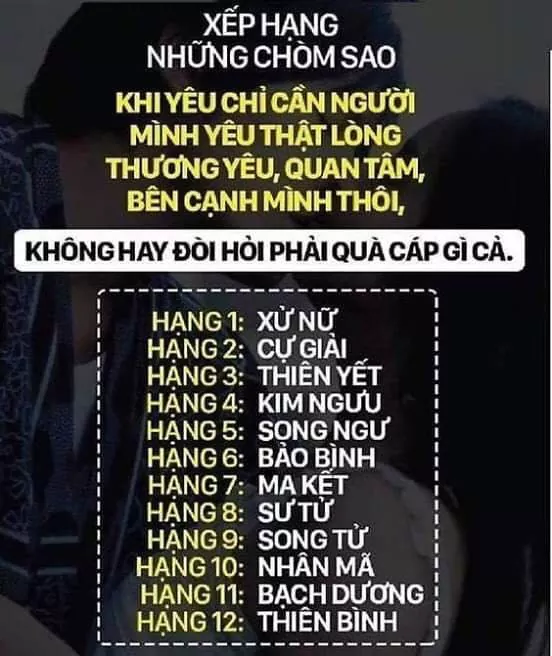 XẾP HẠNG
NHỮNG CHÒM SAO
KHI YÊU CHỈ CẦN NGƯỜI
MÌNH YÊU THẬT LÒNG
THƯƠNG YÊU, QUAN TÂM,
BÊN CẠNH MÌNH THÔI,
KHÔNG HAY ĐÒI HỎI PHẢI QUÀ CÁP GÌ CẢ.
HẠNG 1: XỬ NỮ
HẠNG 2: CỰ GIẢI
HẠNG 3: THIÊN YẾT
HẠNG 4: KIM NGƯU
HẠNG 5: SONG NGƯ
HẠNG 6: BẢO BÌNH
HẠNG 7: MA KẾT
HẠNG 8: SƯ TỬ
HẠNG 9: SONG TỬ
HẠNG 10: NHÂN MÃ
HẠNG 11: BẠCH DƯƠNG
HẠNG 12: THIÊN BÌNH